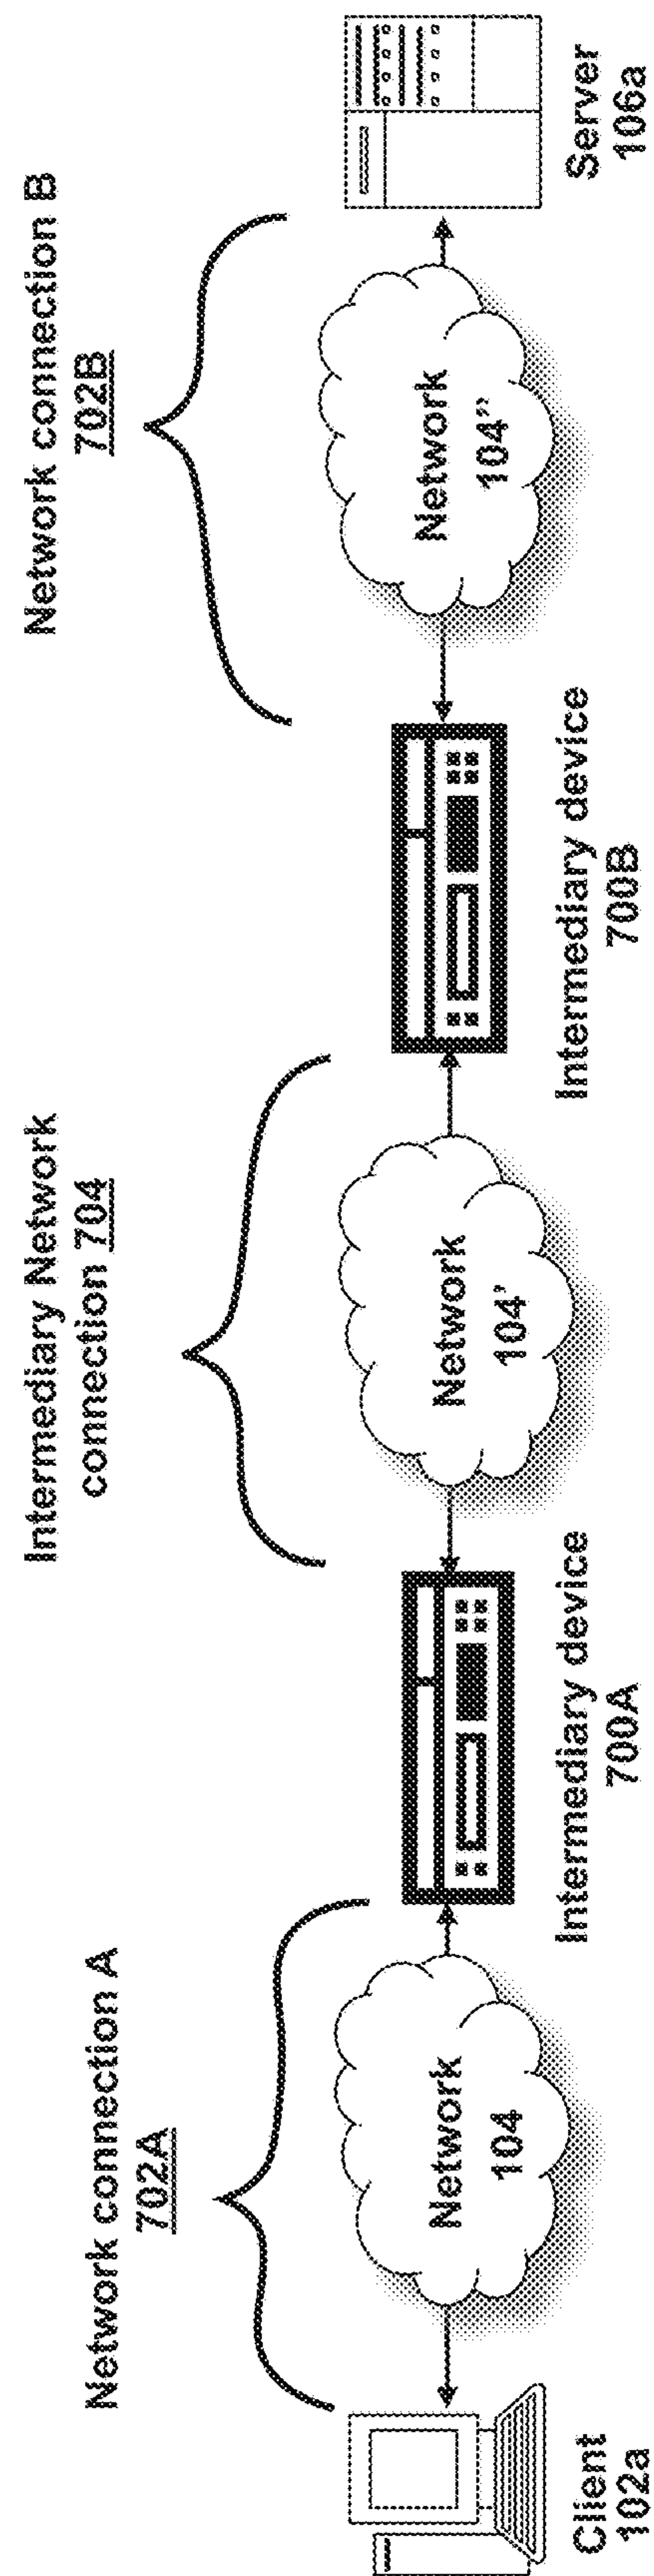 Network connection A
702A
Intermediary Network
connection 704
Network connection B
702B
Network
104
Network
104'
Network
104''
Client
102a
Intermediary device
700A
Intermediary device
700B
Server
106a